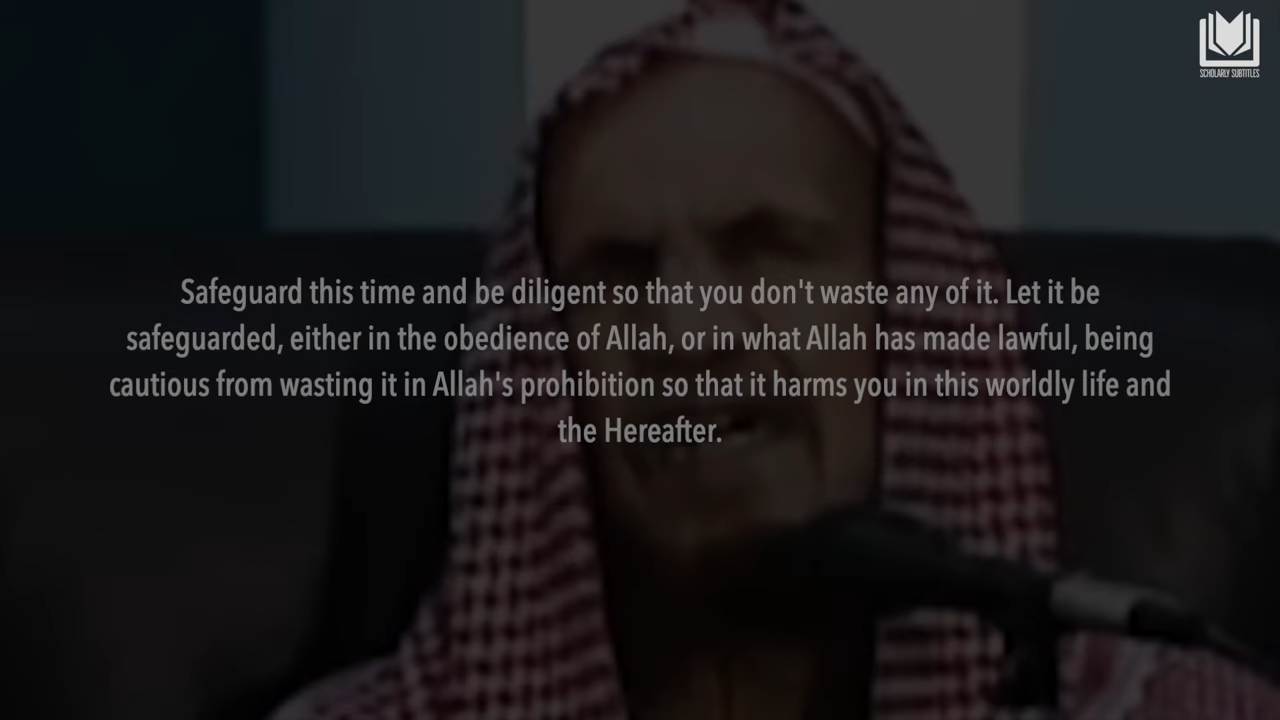 SCHOLARLY SUBTITLES
Safeguard this time and be diligent so that you don't waste any of it. Let it be
safeguarded, either in the obedience of Allah, or in what Allah has made lawful, being
cautious from wasting it in Allah's prohibition so that it harms you in this worldly life and
the Hereafter.